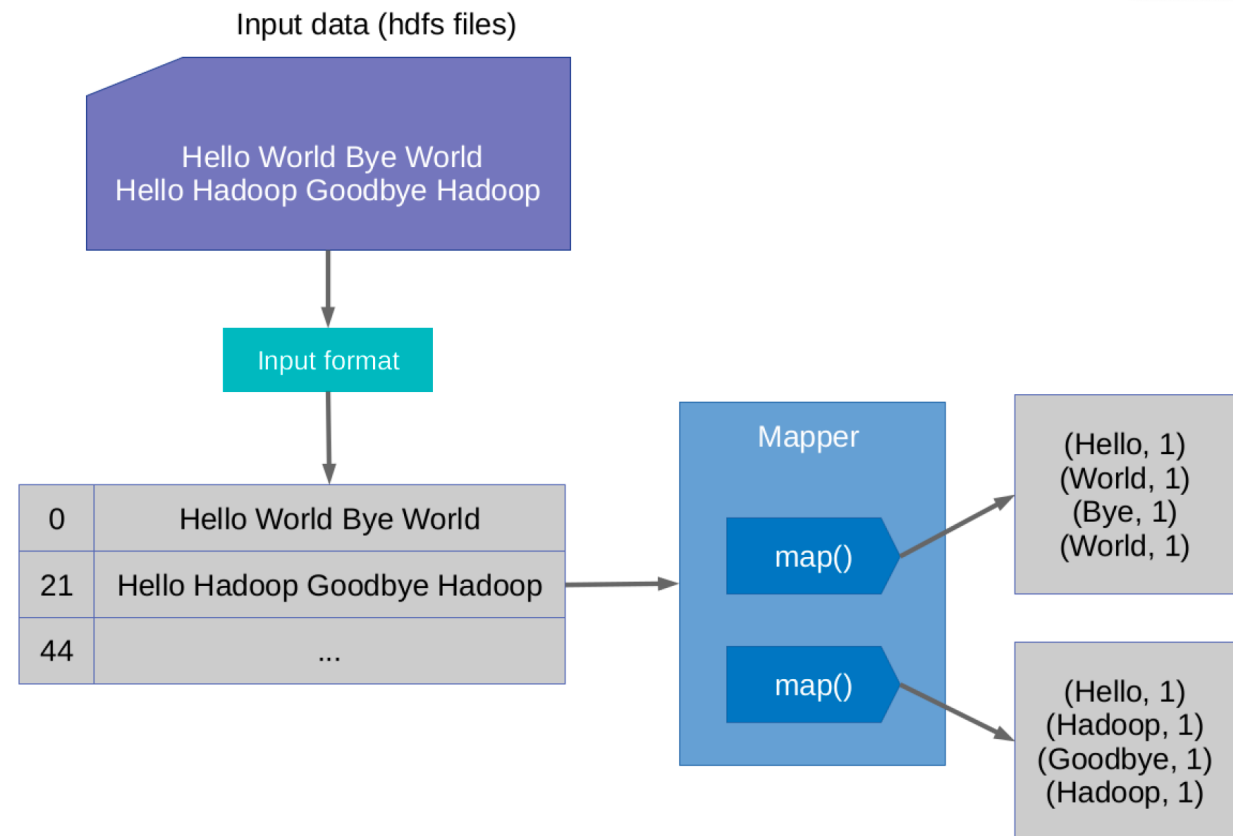 Input data (hdfs files)
Hello World Bye World
Hello Hadoop Goodbye Hadoop
Input format
0 Hello World Bye World
21 Hello Hadoop Goodbye Hadoop
44 ...
Mapper
map()
map()
(Hello, 1)
(World, 1)
(Bye, 1)
(World, 1)
(Hello, 1)
(Hadoop, 1)
(Goodbye, 1)
(Hadoop, 1)